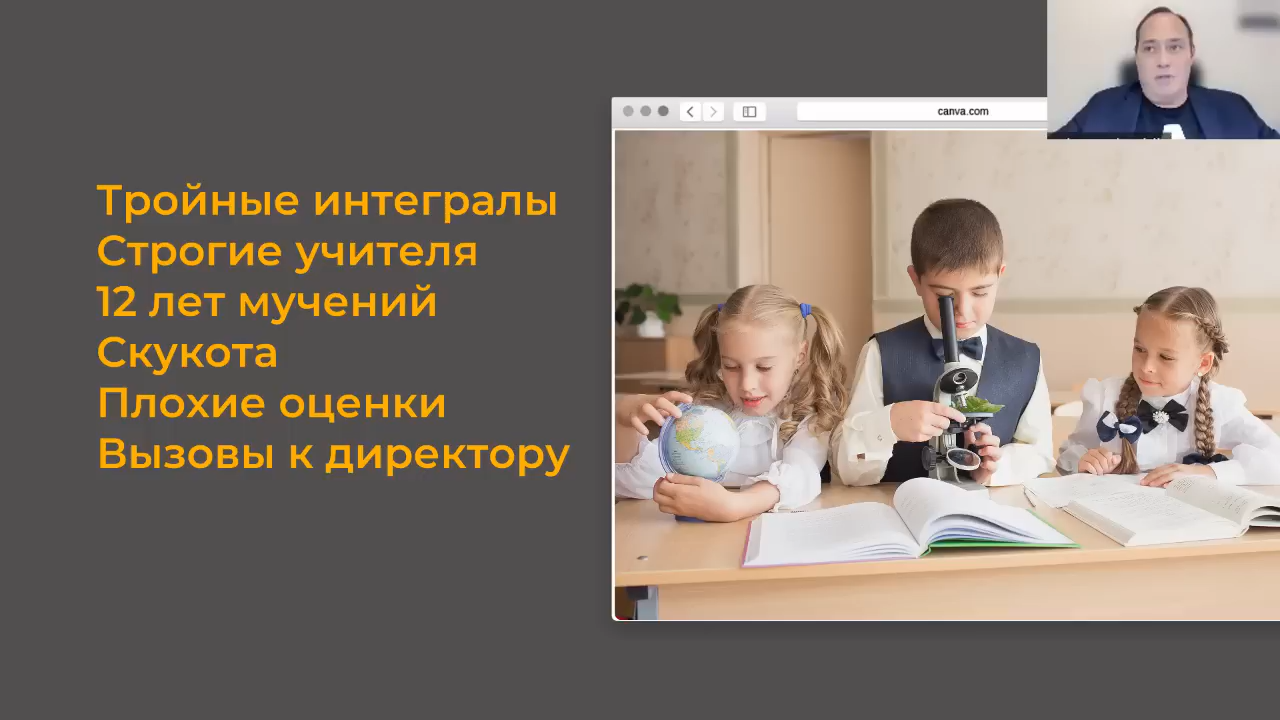 Тройные интегралы
Строгие учителя
12 лет мучений
Скукота
Плохие оценки
Вызовы к директору
canva.com